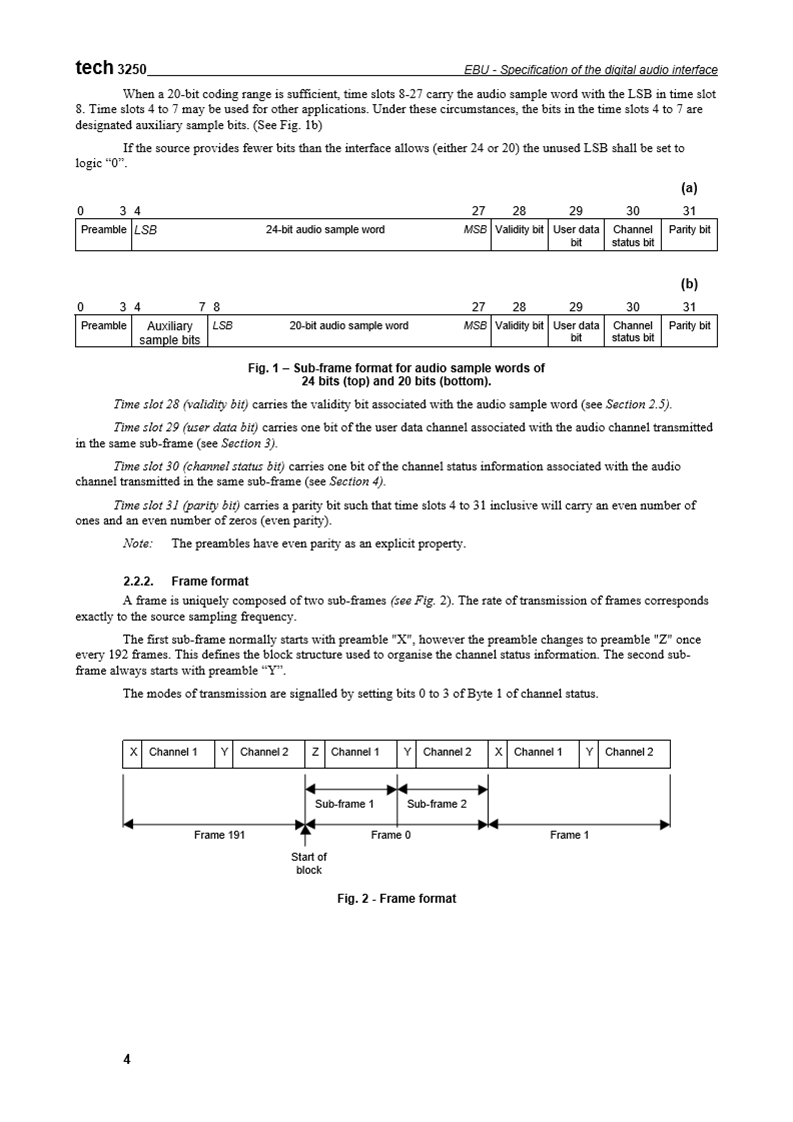 tech 3250 EBU - Specification of the digital audio interface
When a 20-bit coding range is sufficient, time slots 8-27 carry the audio sample word with the LSB in time slot
8. Time slots 4 to 7 may be used for other applications. Under these circumstances, the bits in the time slots 4 to 7 are
designated auxiliary sample bits. (See Fig. 1b)
If the source provides fewer bits than the interface allows (either 24 or 20) the unused LSB shall be set to
logic “0”.
(a)
0 3 4 27 28 29 30 31
Preamble LSB 24-bit audio sample word MSB Validity bit User data Channel Parity bit
bit status bit
(b)
0 3 4 7 8 27 28 29 30 31
Preamble Auxiliary LSB 20-bit audio sample word MSB Validity bit User data Channel Parity bit
sample bits bit status bit
Fig. 1 – Sub-frame format for audio sample words of
24 bits (top) and 20 bits (bottom).
Time slot 28 (validity bit) carries the validity bit associated with the audio sample word (see Section 2.5).
Time slot 29 (user data bit) carries one bit of the user data channel associated with the audio channel transmitted
in the same sub-frame (see Section 3).
Time slot 30 (channel status bit) carries one bit of the channel status information associated with the audio
channel transmitted in the same sub-frame (see Section 4).
Time slot 31 (parity bit) carries a parity bit such that time slots 4 to 31 inclusive will carry an even number of
ones and an even number of zeros (even parity).
Note: The preambles have even parity as an explicit property.
2.2.2. Frame format
A frame is uniquely composed of two sub-frames (see Fig. 2). The rate of transmission of frames corresponds
exactly to the source sampling frequency.
The first sub-frame normally starts with preamble "X", however the preamble changes to preamble "Z" once
every 192 frames. This defines the block structure used to organise the channel status information. The second sub-
frame always starts with preamble “Y”.
The modes of transmission are signalled by setting bits 0 to 3 of Byte 1 of channel status.
X Channel 1 Y Channel 2 Z Channel 1 Y Channel 2 X Channel 1 Y Channel 2
Sub-frame 1 Sub-frame 2
Frame 191 Frame 0 Frame 1
Start of
block
Fig. 2 - Frame format
4